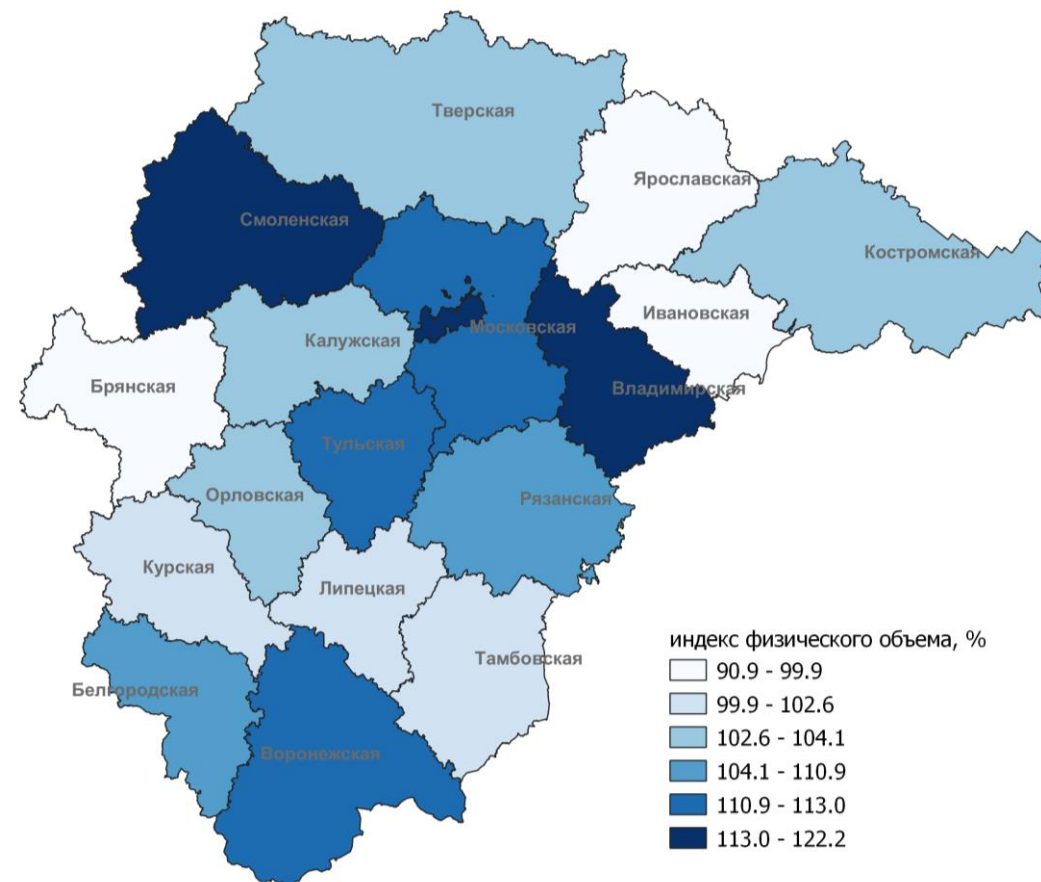 Тверская
Ярославская
Смоленская
Костромская
Ивановская
Московская
Калужская
Брянская
Владимирская
Тульская
Орловская
Рязанская
Курская
Липецкая
Тамбовская
Белгородская
Воронежская
индекс физического объема, %
90.9 - 99.9
99.9 - 102.6
102.6 - 104.1
104.1 - 110.9
110.9 - 113.0
113.0 - 122.2